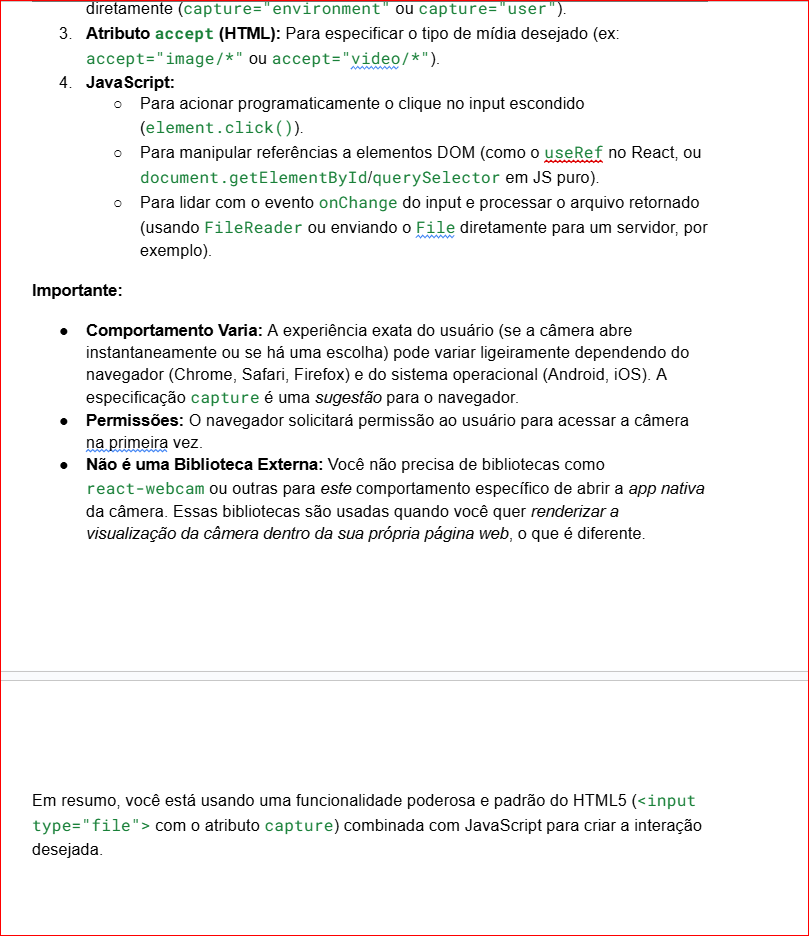 diretamente (capture="environment" ou capture="user").
3. Atributo accept (HTML): Para especificar o tipo de mídia desejado (ex:
accept="image/*" ou accept="video/*").
4. JavaScript:
○ Para acionar programaticamente o clique no input escondido
(element.click()).
○ Para manipular referências a elementos DOM (como o useRef no React, ou
document.getElementById/querySelector em JS puro).
○ Para lidar com o evento onChange do input e processar o arquivo retornado
(usando FileReader ou enviando o File diretamente para um servidor, por
exemplo).
Importante:
● Comportamento Varia: A experiência exata do usuário (se a câmera abre
instantaneamente ou se há uma escolha) pode variar ligeiramente dependendo do
navegador (Chrome, Safari, Firefox) e do sistema operacional (Android, iOS). A
especificação capture é uma sugestão para o navegador.
● Permissões: O navegador solicitará permissão ao usuário para acessar a câmera
na primeira vez.
● Não é uma Biblioteca Externa: Você não precisa de bibliotecas como
react-webcam ou outras para este comportamento específico de abrir a app nativa
da câmera. Essas bibliotecas são usadas quando você quer renderizar a
visualização da câmera dentro da sua própria página web, o que é diferente.
Em resumo, você está usando uma funcionalidade poderosa e padrão do HTML5 (<input
type="file"> com o atributo capture) combinada com JavaScript para criar a interação
desejada.